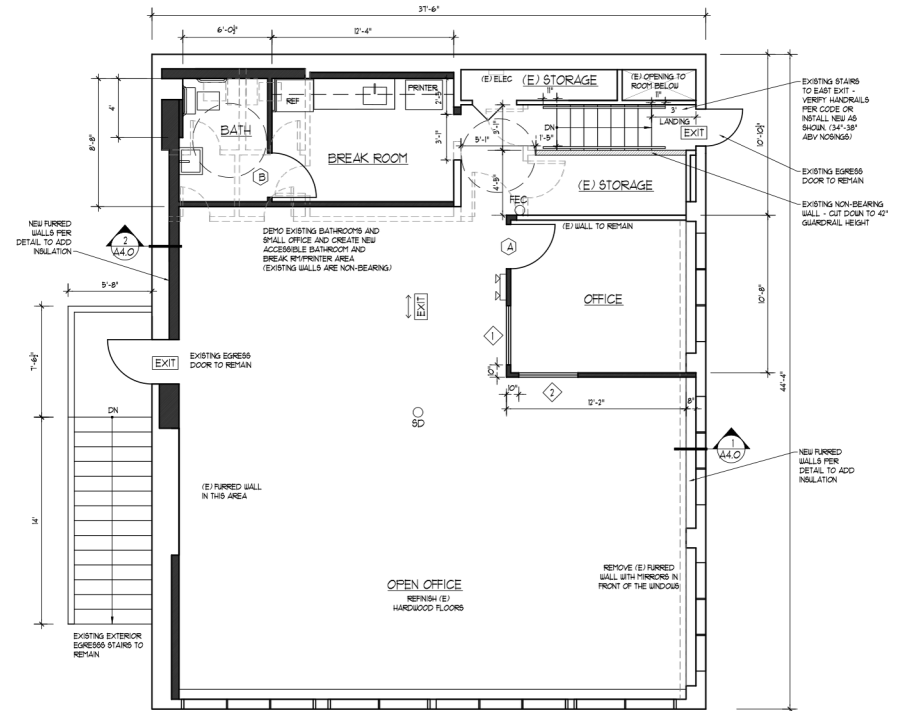 37'-6"
6'-0½"
12'-4"
(E) ELEC
(E) STORAGE
(E) OPENING TO
ROOM BELOW
PRINTER
REF
11"
11"
2'-5"
3'
LANDING
EXIT
DN
4'
8'-8"
BATH
BREAK ROOM
B
3'-1"
3'-1"
5'-1"
1'-5"
4'-5"
10'-10½"
(E) STORAGE
FEC
EXISTING STAIRS
TO EAST EXIT -
VERIFY HANDRAILS
PER CODE OR
INSTALL NEW AS
SHOWN. (34"-38"
ABV NOSINGS)
EXISTING EGRESS
DOOR TO REMAIN
EXISTING NON-BEARING
WALL - CUT DOWN TO 42"
GUARDRAIL HEIGHT
NEW FURRED
WALLS PER
DETAIL TO ADD
INSULATION
2
A4.0
DEMO EXISTING BATHROOMS AND
SMALL OFFICE AND CREATE NEW
ACCESSIBLE BATHROOM AND
BREAK RM/PRINTER AREA
(EXISTING WALLS ARE NON-BEARING)
(E) WALL TO REMAIN
A
OFFICE
10'-8"
5'-8"
EXIT
1
7'-6½"
EXIT
EXISTING EGRESS
DOOR TO REMAIN
10"
10"
2
12'-2"
8"
44'-4"
DN
SD
1
A4.0
NEW FURRED
WALLS PER
DETAIL TO ADD
INSULATION
(E) FURRED WALL
IN THIS AREA
14'
REMOVE (E) FURRED
WALL WITH MIRRORS IN
FRONT OF THE WINDOWS
OPEN OFFICE
REFINISH (E)
HARDWOOD FLOORS
EXISTING EXTERIOR
EGRESSS STAIRS TO
REMAIN